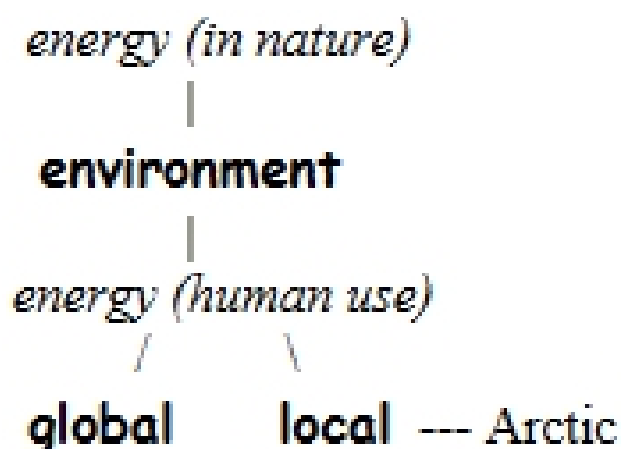 energy (in nature)
environment
energy (human use)
global local --- Arctic